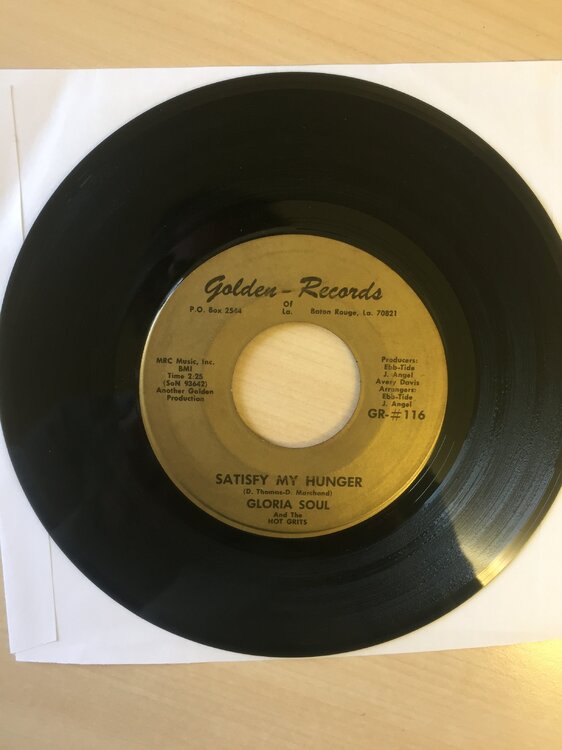 Golden-Records
OF
P.O. Box 2544 La. Baton Rouge, La. 70821
MRC Music, Inc.
BMI
Time 2:25
(SoN 93642)
Another Golden
Production
Producers:
Ebb-Tide
J. Angel
Avery Davis
Arrangers:
Ebb-Tide
J. Angel
GR-#116
SATISFY MY HUNGER
(D. Thomas-D. Marchand)
GLORIA SOUL
And The
HOT GRITS